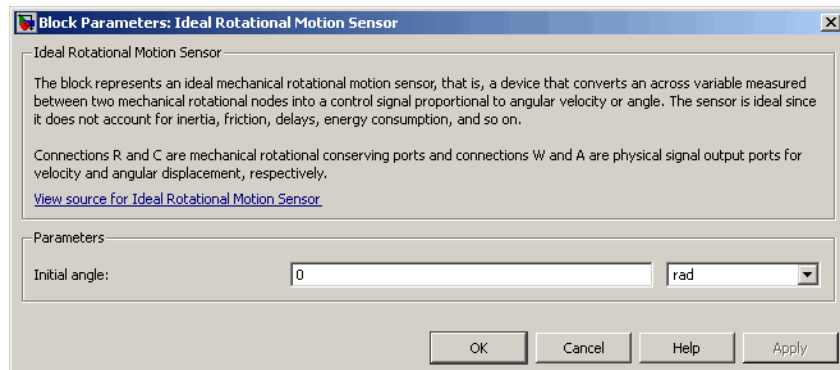 Block Parameters: Ideal Rotational Motion Sensor
Ideal Rotational Motion Sensor
The block represents an ideal mechanical rotational motion sensor, that is, a device that converts an across variable measured
between two mechanical rotational nodes into a control signal proportional to angular velocity or angle. The sensor is ideal since
it does not account for inertia, friction, delays, energy consumption, and so on.
Connections R and C are mechanical rotational conserving ports and connections W and A are physical signal output ports for
velocity and angular displacement, respectively.
View source for Ideal Rotational Motion Sensor
Parameters
Initial angle: 0 rad
OK Cancel Help Apply